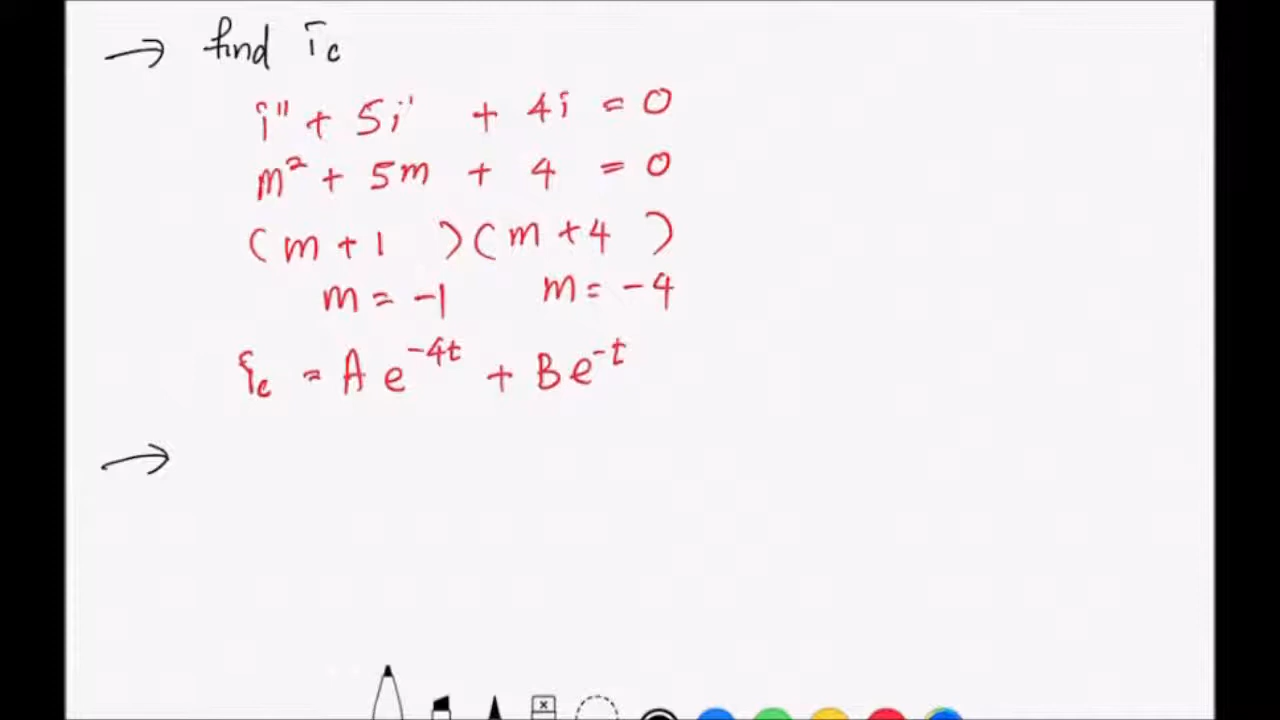 → find ic
i" + 5i' + 4i = 0
m² + 5m + 4 = 0
(m + 1 )(m + 4 )
m = -1 m = -4
ic = Ae^-4t + Be^-t
→